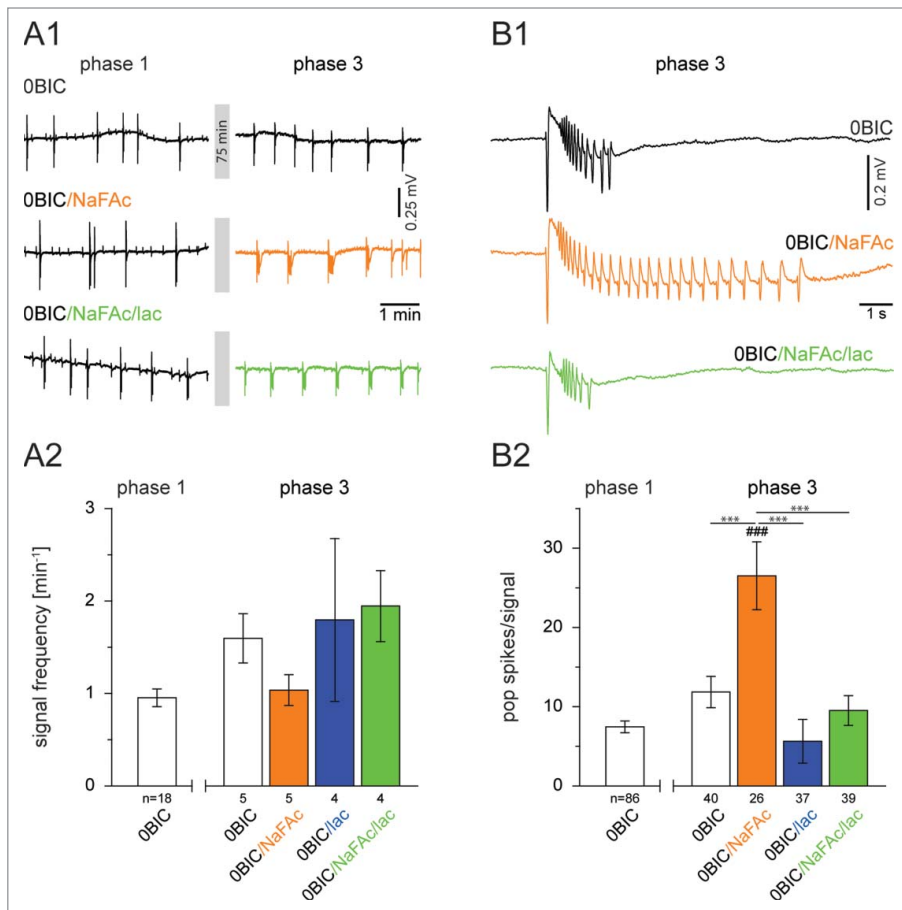 A1
phase 1 phase 3
0BIC
75 min
0.25 mV
0BIC/NaFAc
1 min
0BIC/NaFAc/lac
B1
phase 3
0BIC
0.2 mV
0BIC/NaFAc
1 s
0BIC/NaFAc/lac
A2
phase 1 phase 3
signal frequency [min⁻¹]
3
2
1
0
n=18 5 5 4 4
0BIC 0BIC 0BIC/NaFAc 0BIC/lac 0BIC/NaFAc/lac
B2
phase 1 phase 3
***
*** ***
###
pop spikes/signal
30
20
10
0
n=86 40 26 37 39
0BIC 0BIC 0BIC/NaFAc 0BIC/lac 0BIC/NaFAc/lac